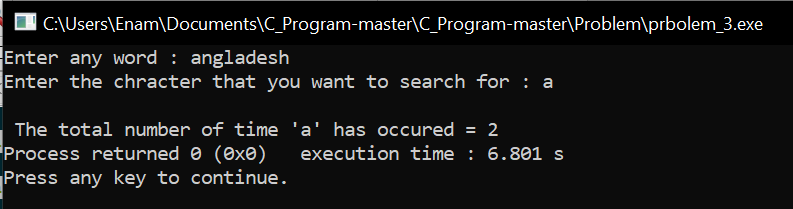 C:\Users\Enam\Documents\C_Program-master\C_Program-master\Problem\prbolem_3.exe
Enter any word : angladesh
Enter the chracter that you want to search for : a
The total number of time 'a' has occured = 2
Process returned 0 (0x0)   execution time : 6.801 s
Press any key to continue.